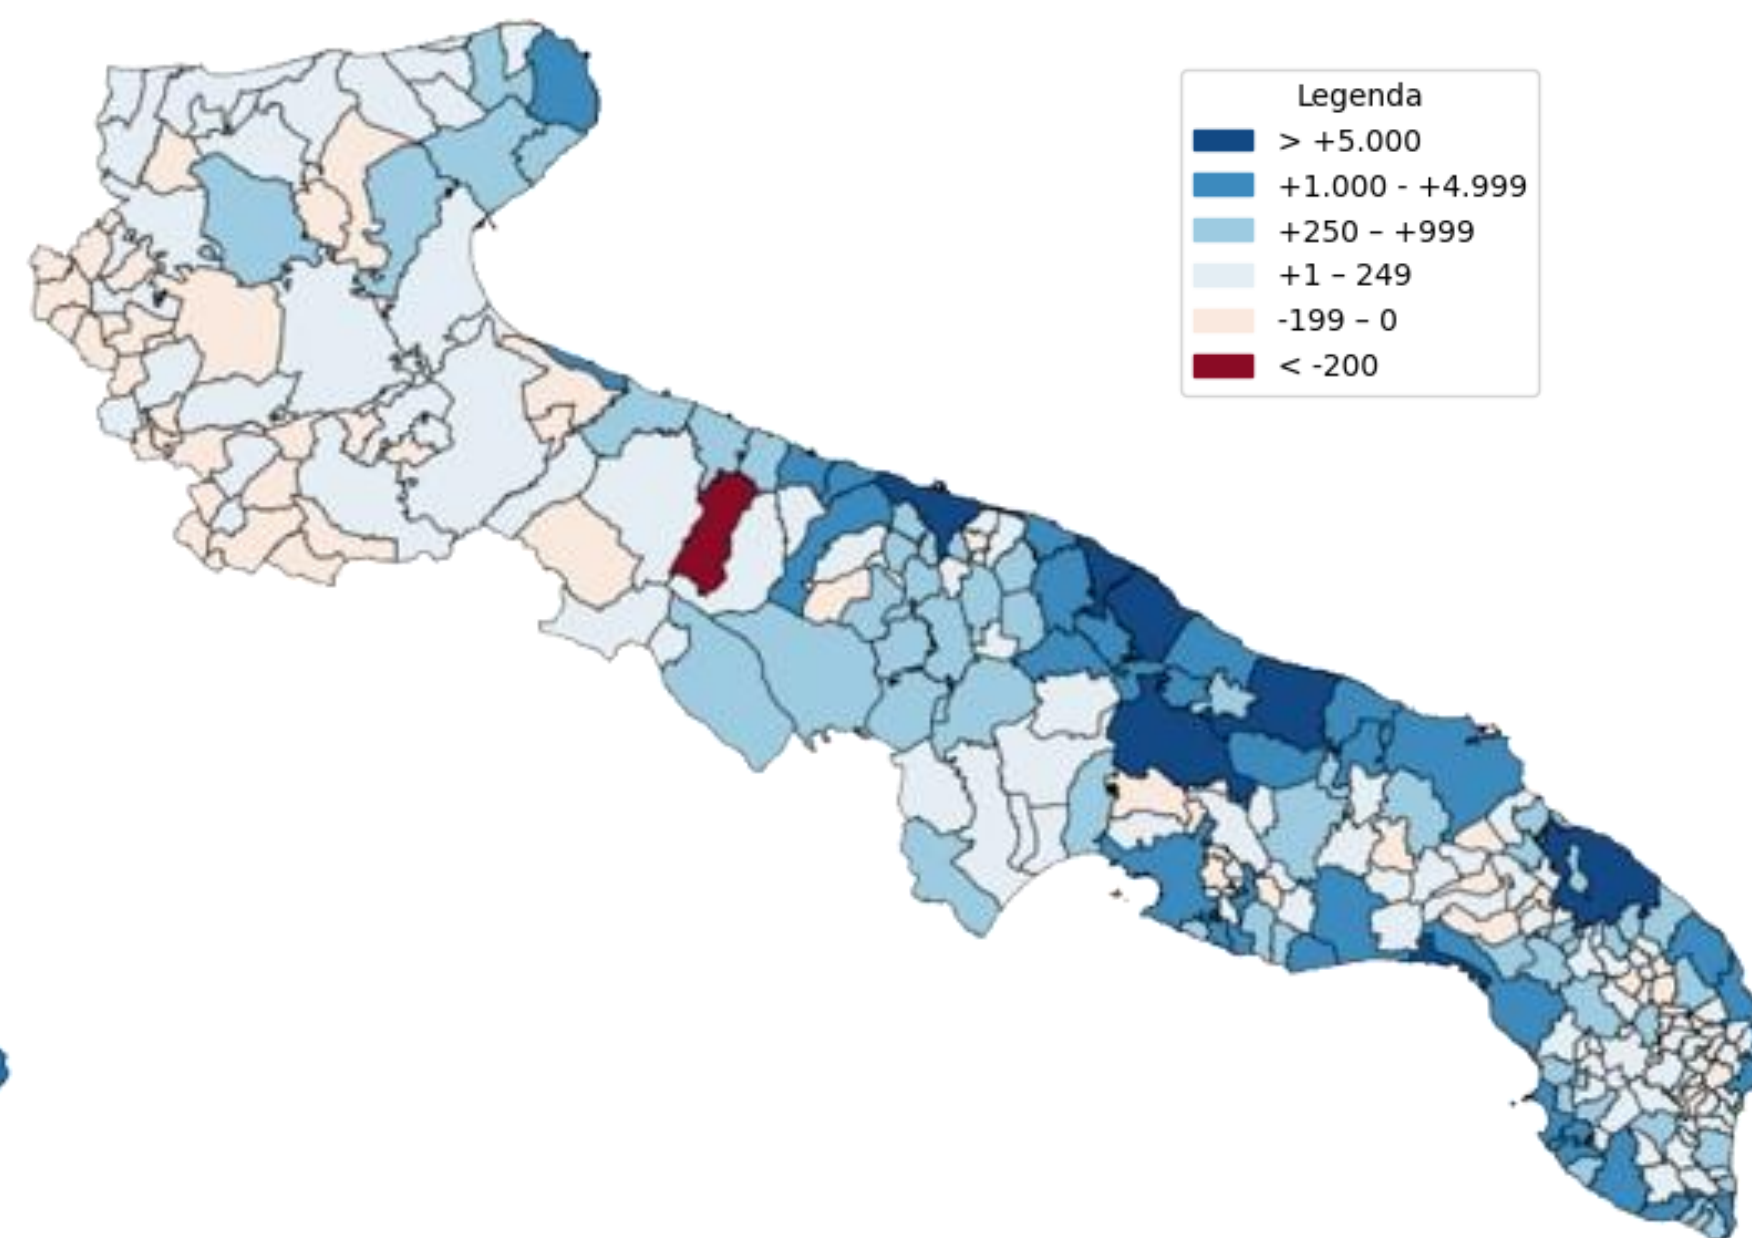 Legenda
> +5.000
+1.000 - +4.999
+250 – +999
+1 – 249
-199 – 0
< -200